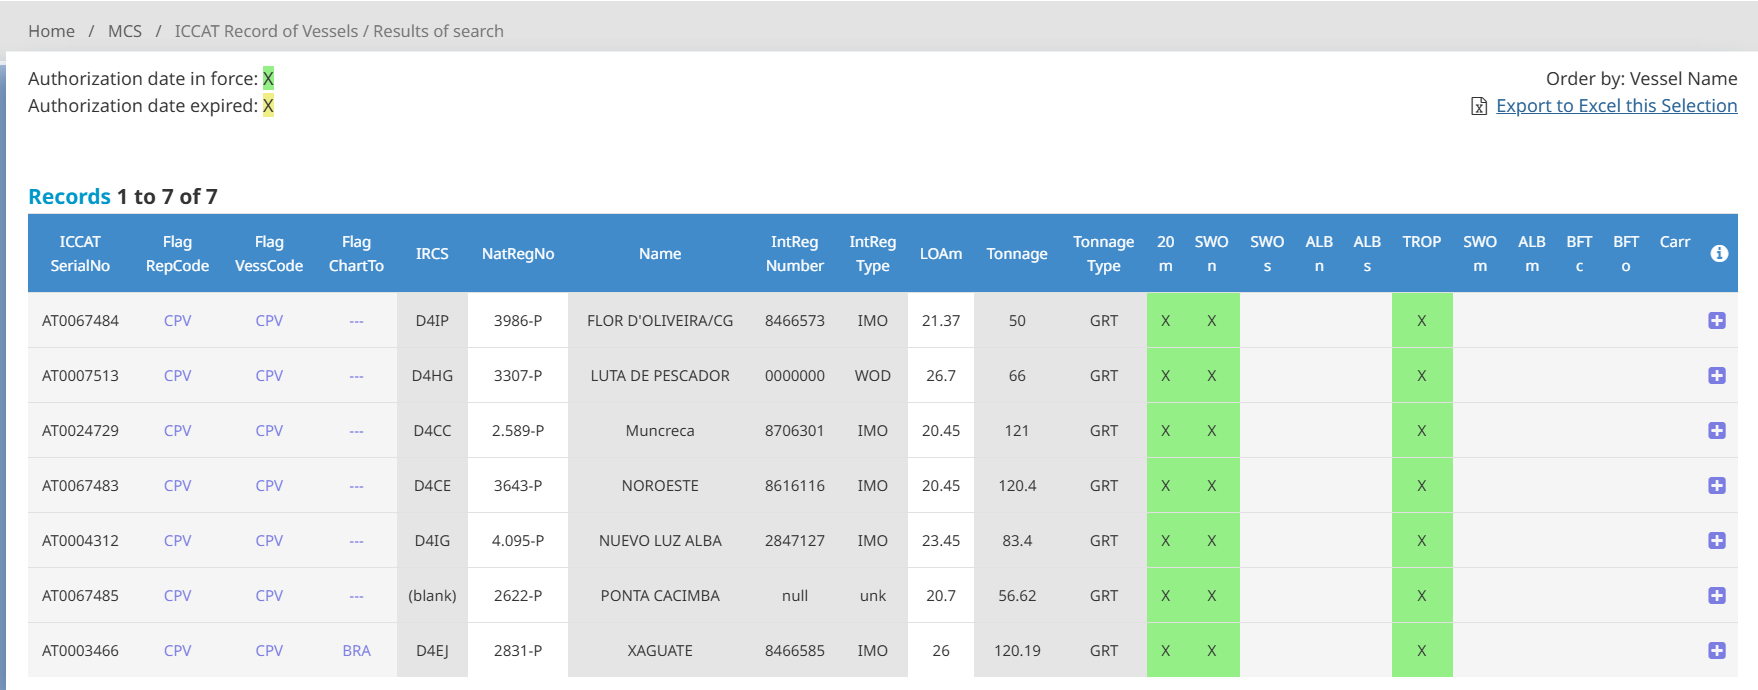 Home / MCS / ICCAT Record of Vessels / Results of search
Authorization date in force: X
Authorization date expired: X
Order by: Vessel Name
Export to Excel this Selection
Records 1 to 7 of 7
ICCAT SerialNo Flag RepCode Flag VessCode Flag ChartTo IRCS NatRegNo Name IntReg Number IntReg Type LOAm Tonnage Tonnage Type 20 m SWO n SWO s ALB n ALB s TROP SWO m ALB m BFT c BFT o Carr
AT0067484 CPV CPV --- D4IP 3986-P FLOR D'OLIVEIRA/CG 8466573 IMO 21.37 50 GRT X X X
AT0007513 CPV CPV --- D4HG 3307-P LUTA DE PESCADOR 0000000 WOD 26.7 66 GRT X X X
AT0024729 CPV CPV --- D4CC 2.589-P Muncreca 8706301 IMO 20.45 121 GRT X X X
AT0067483 CPV CPV --- D4CE 3643-P NOROESTE 8616116 IMO 20.45 120.4 GRT X X X
AT0004312 CPV CPV --- D4IG 4.095-P NUEVO LUZ ALBA 2847127 IMO 23.45 83.4 GRT X X X
AT0067485 CPV CPV --- (blank) 2622-P PONTA CACIMBA null unk 20.7 56.62 GRT X X X
AT0003466 CPV CPV BRA D4EJ 2831-P XAGUATE 8466585 IMO 26 120.19 GRT X X X